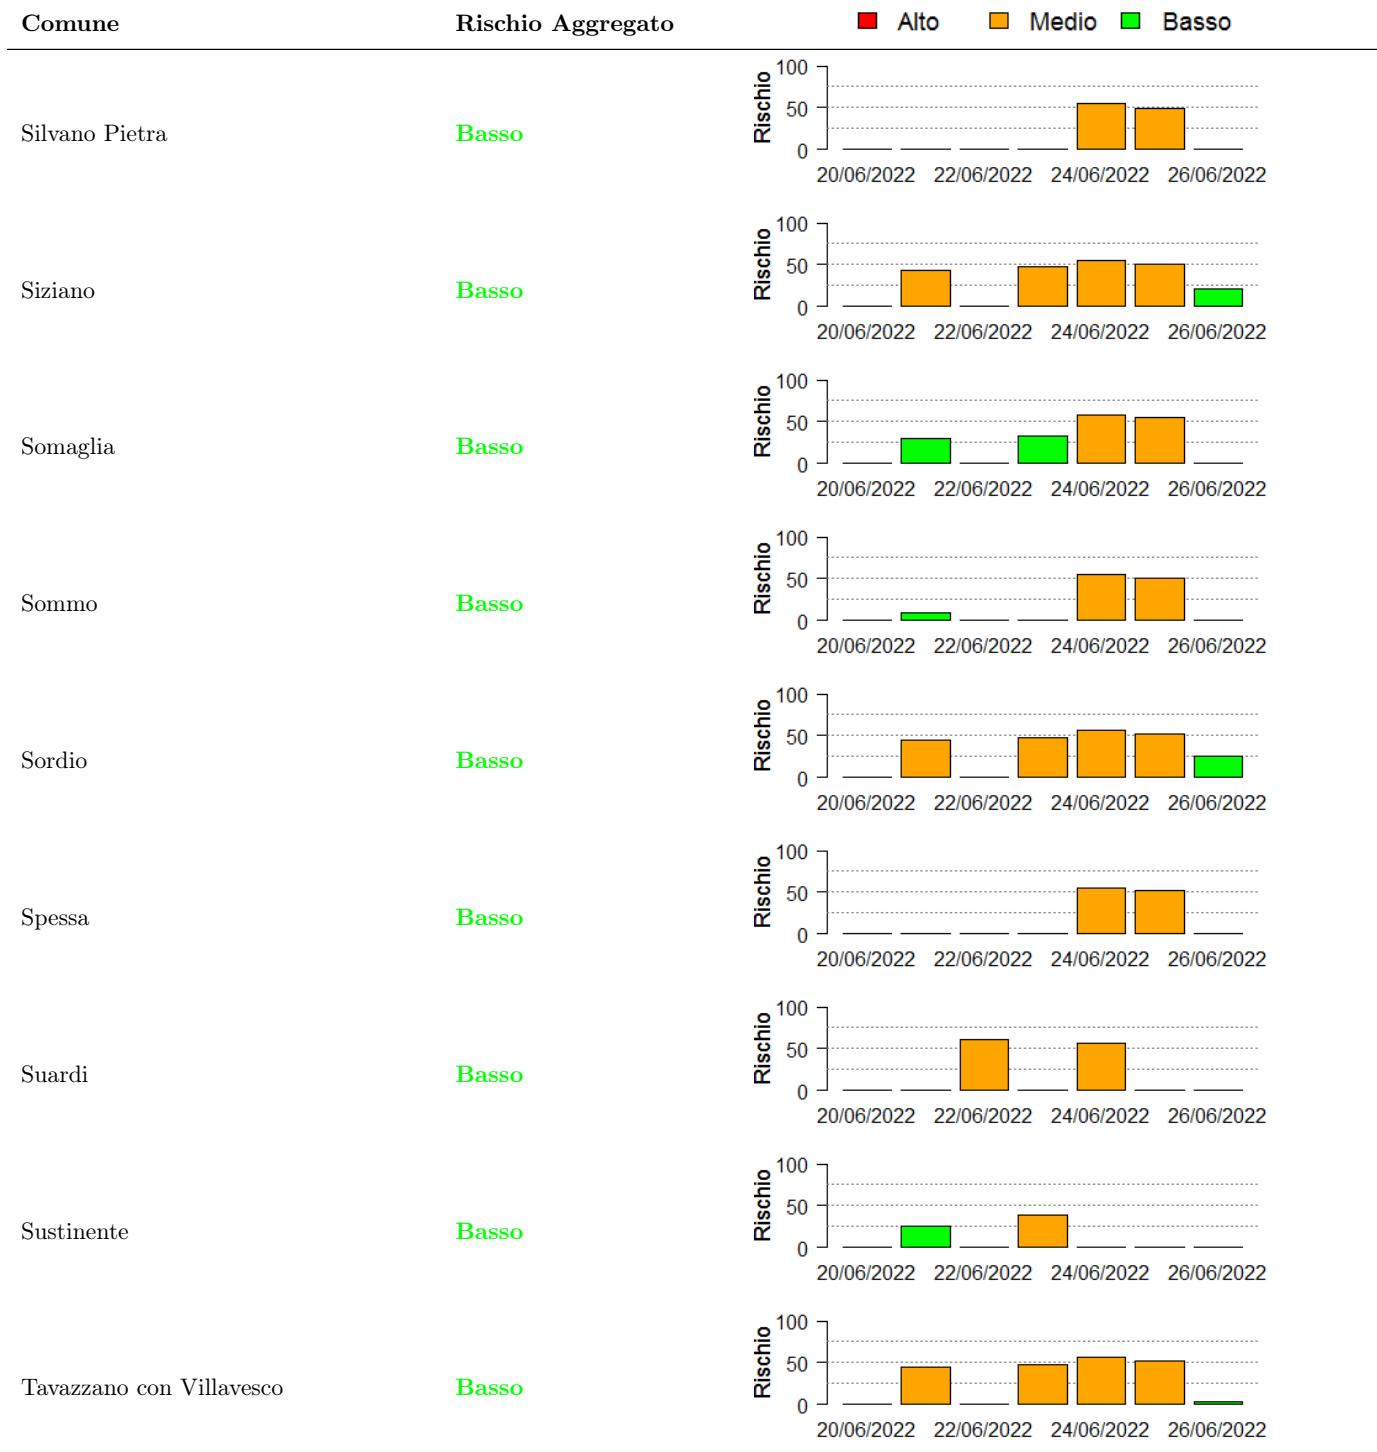 Comune Rischio Aggregato Alto Medio Basso
100
50
0
Rischio
Silvano Pietra Basso
20/06/2022 22/06/2022 24/06/2022 26/06/2022
100
50
0
Rischio
Siziano Basso
20/06/2022 22/06/2022 24/06/2022 26/06/2022
100
50
0
Rischio
Somaglia Basso
20/06/2022 22/06/2022 24/06/2022 26/06/2022
100
50
0
Rischio
Sommo Basso
20/06/2022 22/06/2022 24/06/2022 26/06/2022
100
50
0
Rischio
Sordio Basso
20/06/2022 22/06/2022 24/06/2022 26/06/2022
100
50
0
Rischio
Spessa Basso
20/06/2022 22/06/2022 24/06/2022 26/06/2022
100
50
0
Rischio
Suardi Basso
20/06/2022 22/06/2022 24/06/2022 26/06/2022
100
50
0
Rischio
Sustinente Basso
20/06/2022 22/06/2022 24/06/2022 26/06/2022
100
50
0
Rischio
Tavazzano con Villavesco Basso
20/06/2022 22/06/2022 24/06/2022 26/06/2022